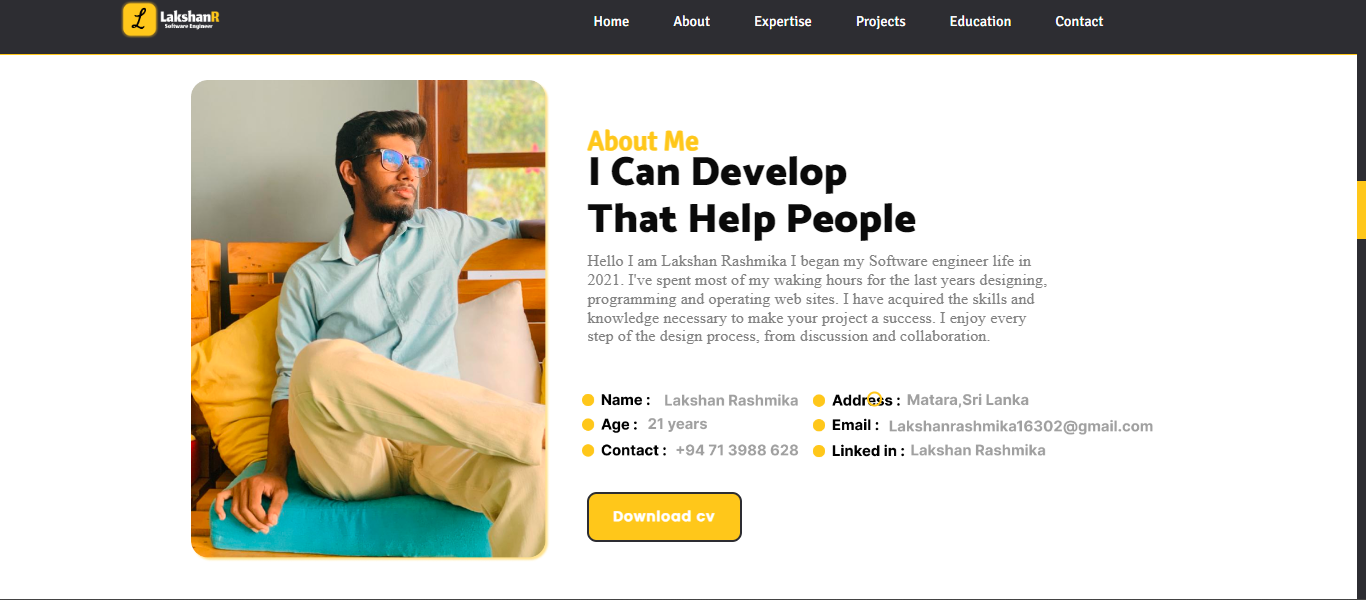 L LakshanR
Software Engineer
Home About Expertise Projects Education Contact
About Me
I Can Develop
That Help People
Hello I am Lakshan Rashmika I began my Software engineer life in
2021. I've spent most of my waking hours for the last years designing,
programming and operating web sites. I have acquired the skills and
knowledge necessary to make your project a success. I enjoy every
step of the design process, from discussion and collaboration.
Name : Lakshan Rashmika Address : Matara,Sri Lanka
Age : 21 years Email : Lakshanrashmika16302@gmail.com
Contact : +94 71 3988 628 Linked in : Lakshan Rashmika
Download cv